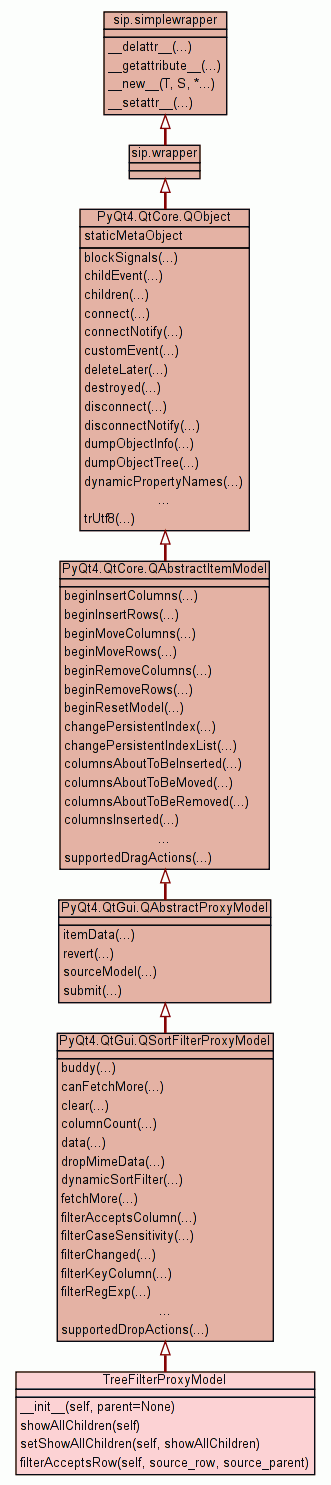 sip.simplewrapper
__delattr__(...)
__getattribute__(...)
__new__(T, S, *...)
__setattr__(...)
sip.wrapper
PyQt4.QtCore.QObject
staticMetaObject
blockSignals(...)
childEvent(...)
children(...)
connect(...)
connectNotify(...)
customEvent(...)
deleteLater(...)
destroyed(...)
disconnect(...)
disconnectNotify(...)
dumpObjectInfo(...)
dumpObjectTree(...)
dynamicPropertyNames(...)
...
trUtf8(...)
PyQt4.QtCore.QAbstractItemModel
beginInsertColumns(...)
beginInsertRows(...)
beginMoveColumns(...)
beginMoveRows(...)
beginRemoveColumns(...)
beginRemoveRows(...)
beginResetModel(...)
changePersistentIndex(...)
changePersistentIndexList(...)
columnsAboutToBeInserted(...)
columnsAboutToBeMoved(...)
columnsAboutToBeRemoved(...)
columnsInserted(...)
...
supportedDragActions(...)
PyQt4.QtGui.QAbstractProxyModel
itemData(...)
revert(...)
sourceModel(...)
submit(...)
PyQt4.QtGui.QSortFilterProxyModel
buddy(...)
canFetchMore(...)
clear(...)
columnCount(...)
data(...)
dropMimeData(...)
dynamicSortFilter(...)
fetchMore(...)
filterAcceptsColumn(...)
filterCaseSensitivity(...)
filterChanged(...)
filterKeyColumn(...)
filterRegExp(...)
...
supportedDropActions(...)
TreeFilterProxyModel
__init__(self, parent=None)
showAllChildren(self)
setShowAllChildren(self, showAllChildren)
filterAcceptsRow(self, source_row, source_parent)